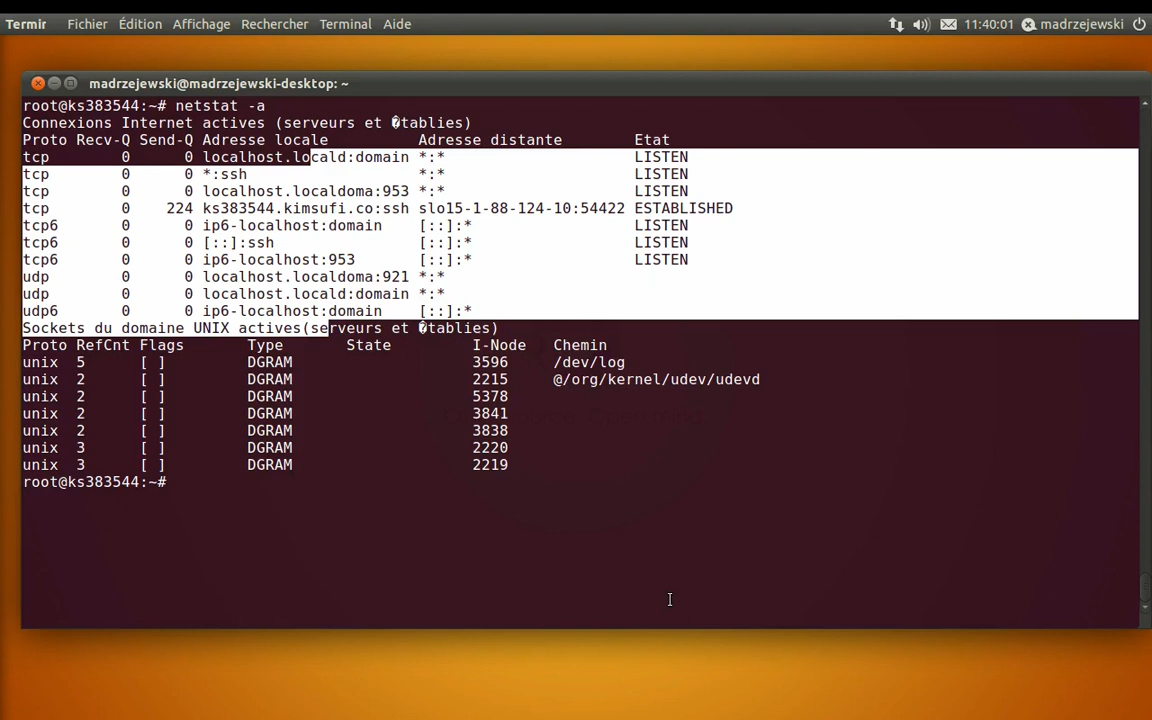 Termir Fichier Édition Affichage Rechercher Terminal Aide 11:40:01 madrzejewski
madrzejewski@madrzejewski-desktop: ~
root@ks383544:~# netstat -a
Connexions Internet actives (serveurs et �tablies)
Proto Recv-Q Send-Q Adresse locale Adresse distante Etat
tcp 0 0 localhost.locald:domain *:* LISTEN
tcp 0 0 *:ssh *:* LISTEN
tcp 0 0 localhost.localdoma:953 *:* LISTEN
tcp 0 224 ks383544.kimsufi.co:ssh slo15-1-88-124-10:54422 ESTABLISHED
tcp6 0 0 ip6-localhost:domain [::]:* LISTEN
tcp6 0 0 [::]:ssh [::]:* LISTEN
tcp6 0 0 ip6-localhost:953 [::]:* LISTEN
udp 0 0 localhost.localdoma:921 *:*
udp 0 0 localhost.locald:domain *:*
udp6 0 0 ip6-localhost:domain [::]:*
Sockets du domaine UNIX actives(serveurs et �tablies)
Proto RefCnt Flags Type State I-Node Chemin
unix 5 [ ] DGRAM 3596 /dev/log
unix 2 [ ] DGRAM 2215 @/org/kernel/udev/udevd
unix 2 [ ] DGRAM 5378
unix 2 [ ] DGRAM 3841
unix 2 [ ] DGRAM 3838
unix 3 [ ] DGRAM 2220
unix 3 [ ] DGRAM 2219
root@ks383544:~#